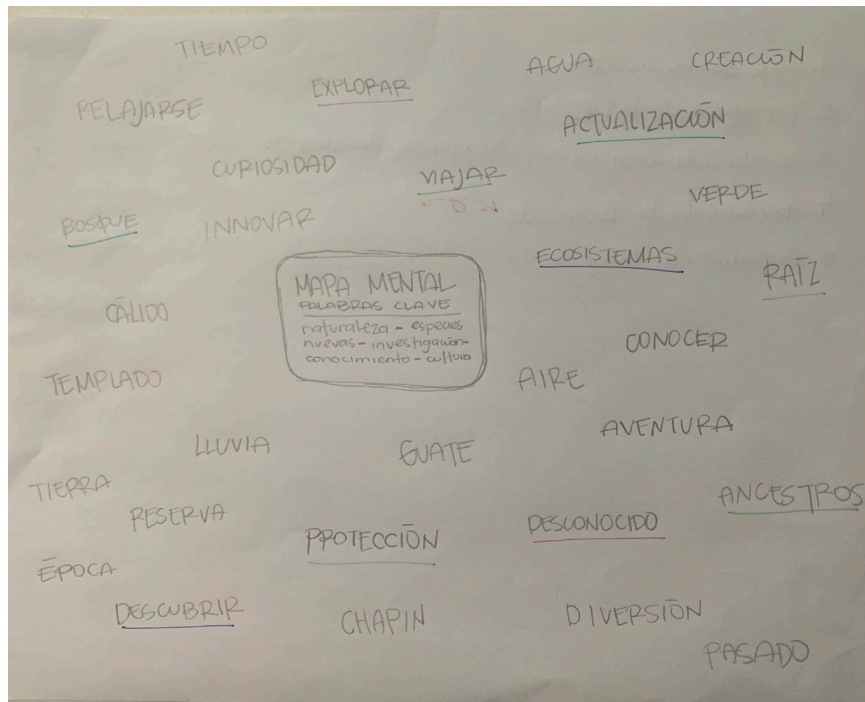 TIEMPO
AGUA
CREACIÓN
EXPLORAR
RELAJARSE
ACTUALIZACIÓN
CURIOSIDAD
VIAJAR
VERDE
BOSQUE
INNOVAR
ECOSISTEMAS
RAÍZ
MAPA MENTAL
PALABRAS CLAVE
naturaleza - especies
nuevas - investigación -
conocimiento - cultura
CÁLIDO
CONOCER
TEMPLADO
AIRE
AVENTURA
LLUVIA
GUATE
TIERRA
ANCESTROS
RESERVA
DESCONOCIDO
PROTECCIÓN
ÉPOCA
DESCUBRIR
CHAPIN
DIVERSIÓN
PASADO